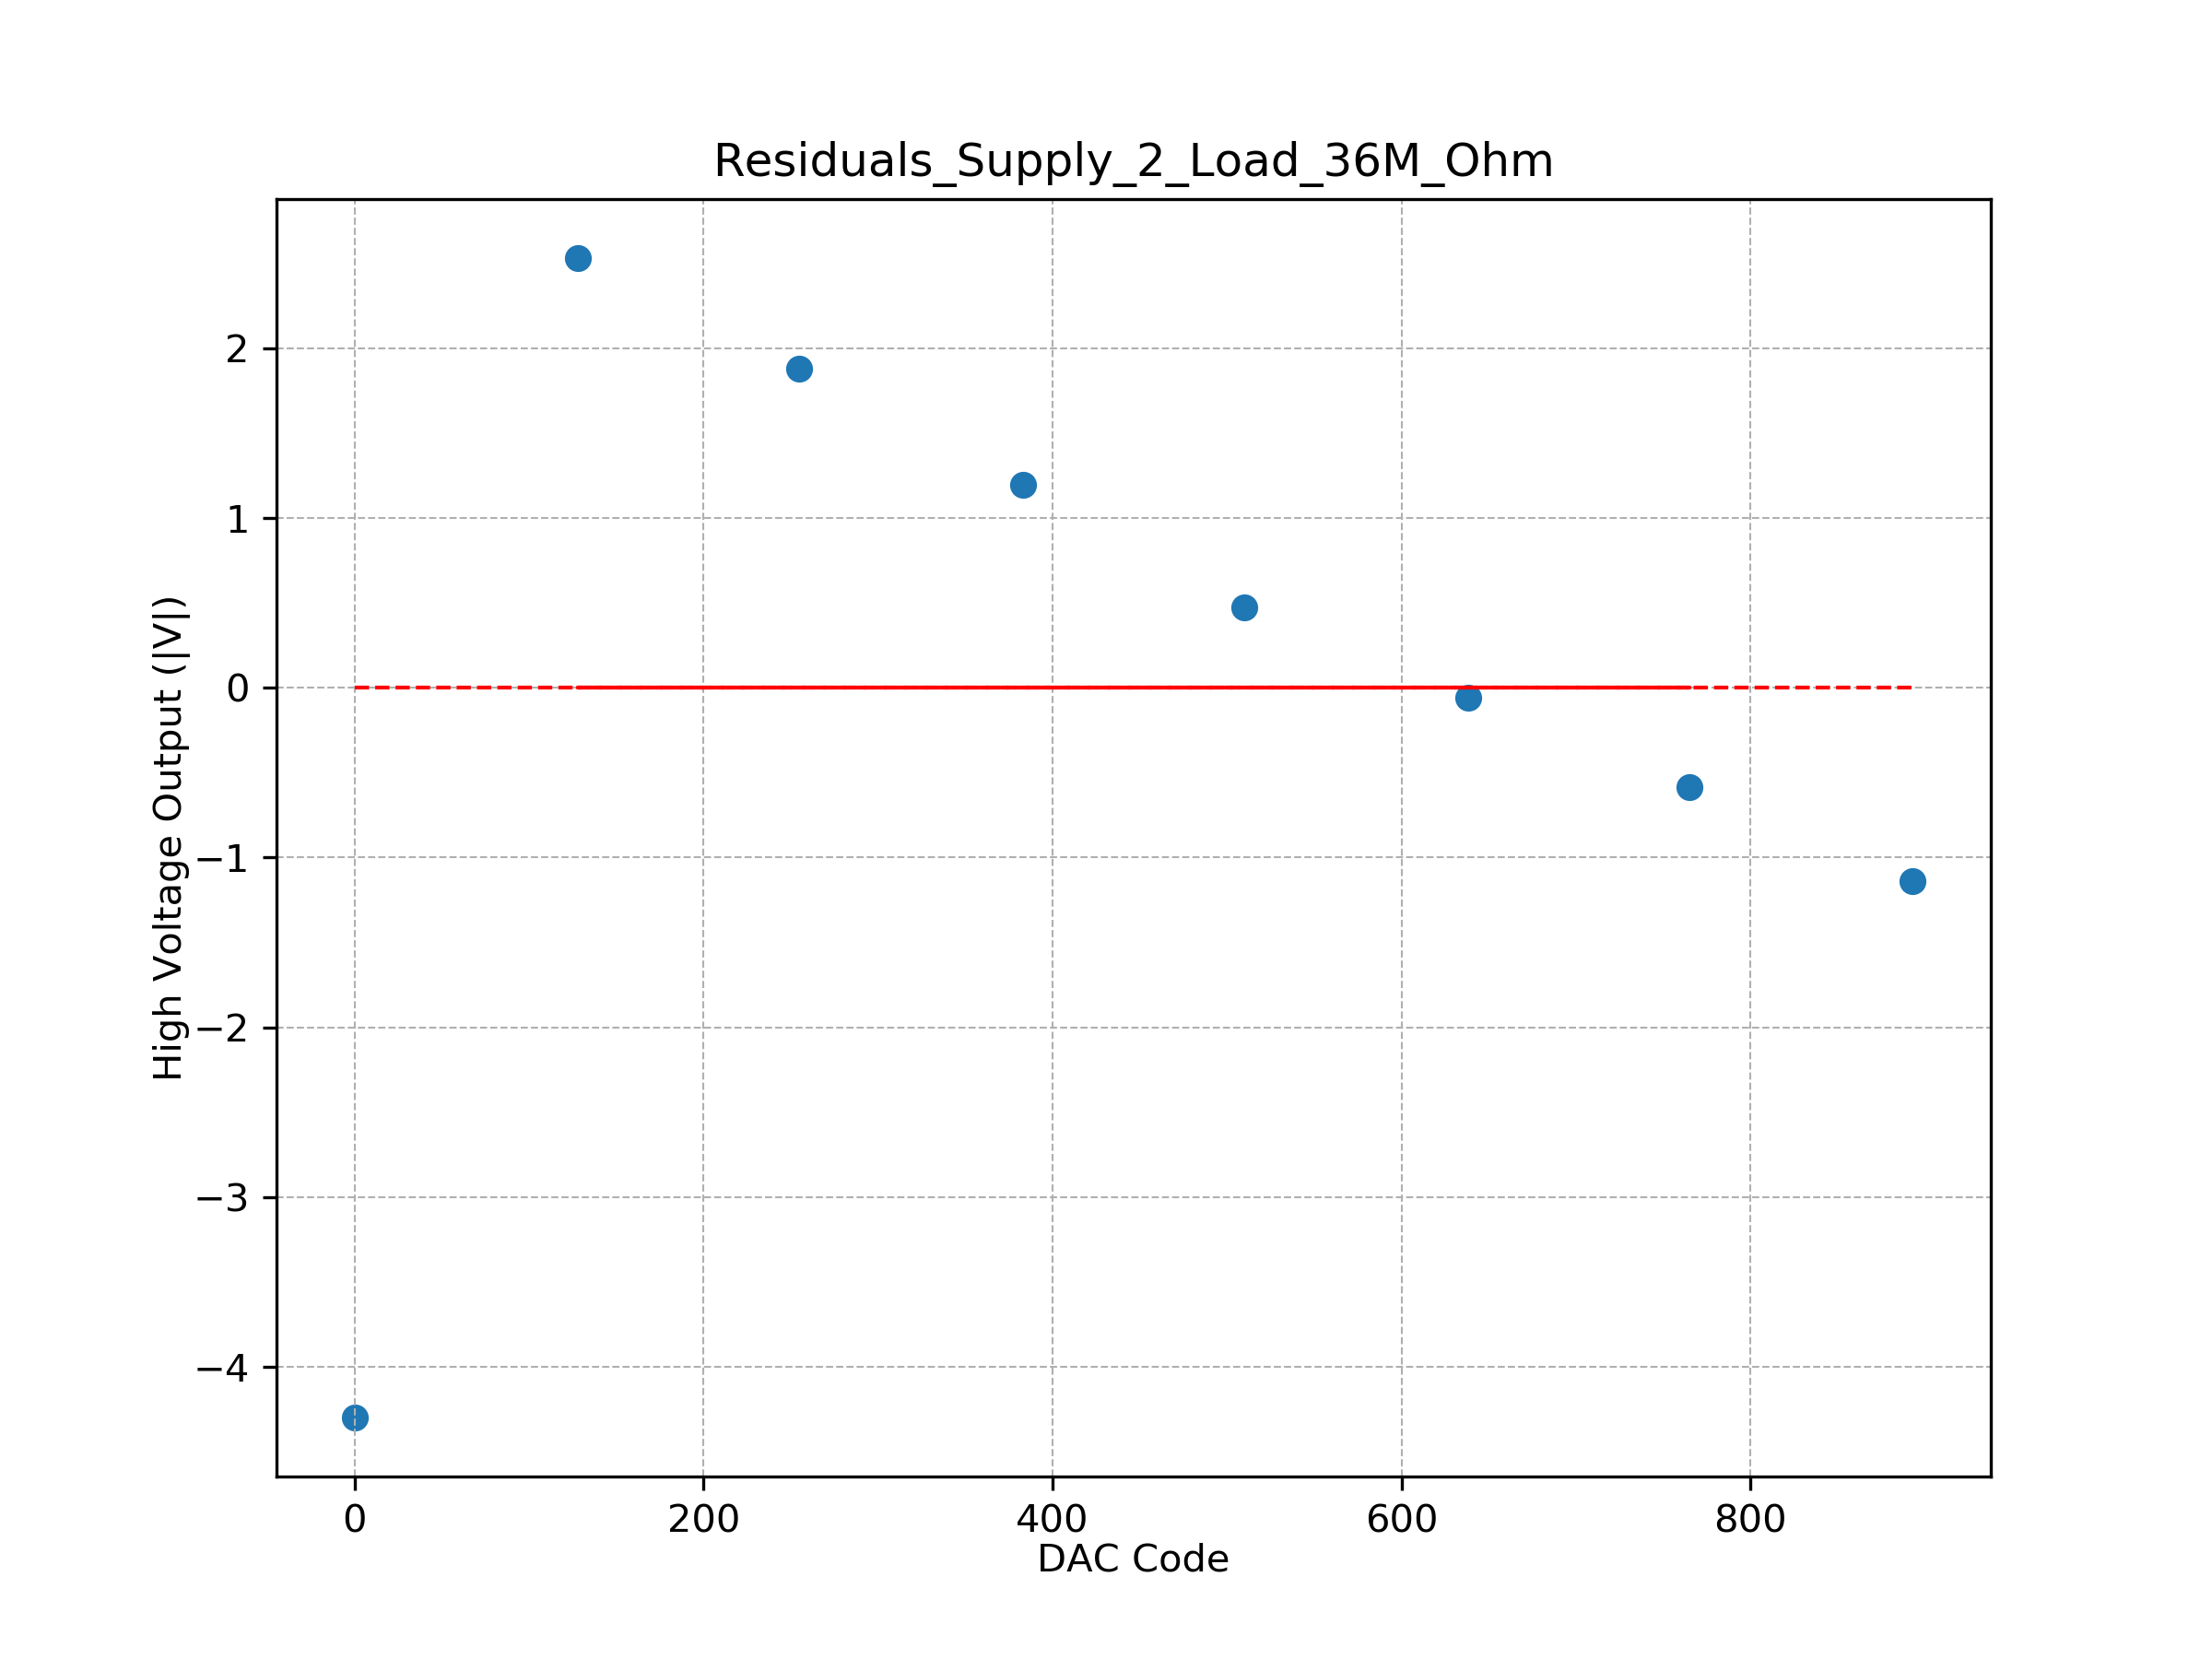 Residuals_Supply_2_Load_36M_Ohm
High Voltage Output (|V|)
2
1
0
−1
−2
−3
−4
0 200 400 600 800
DAC Code